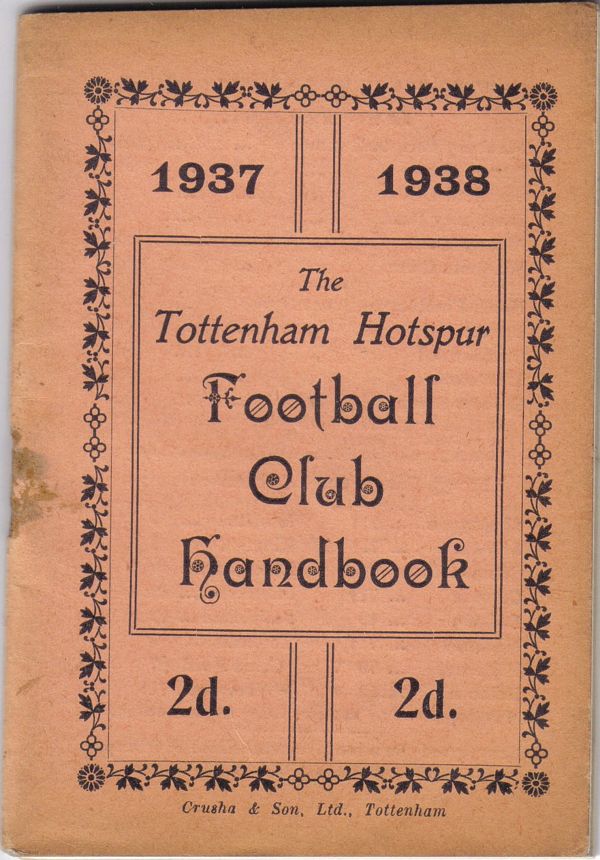 1937 1938
The
Tottenham Hotspur
Football
Club
Handbook
2d. 2d.
Crusha & Son, Ltd., Tottenham